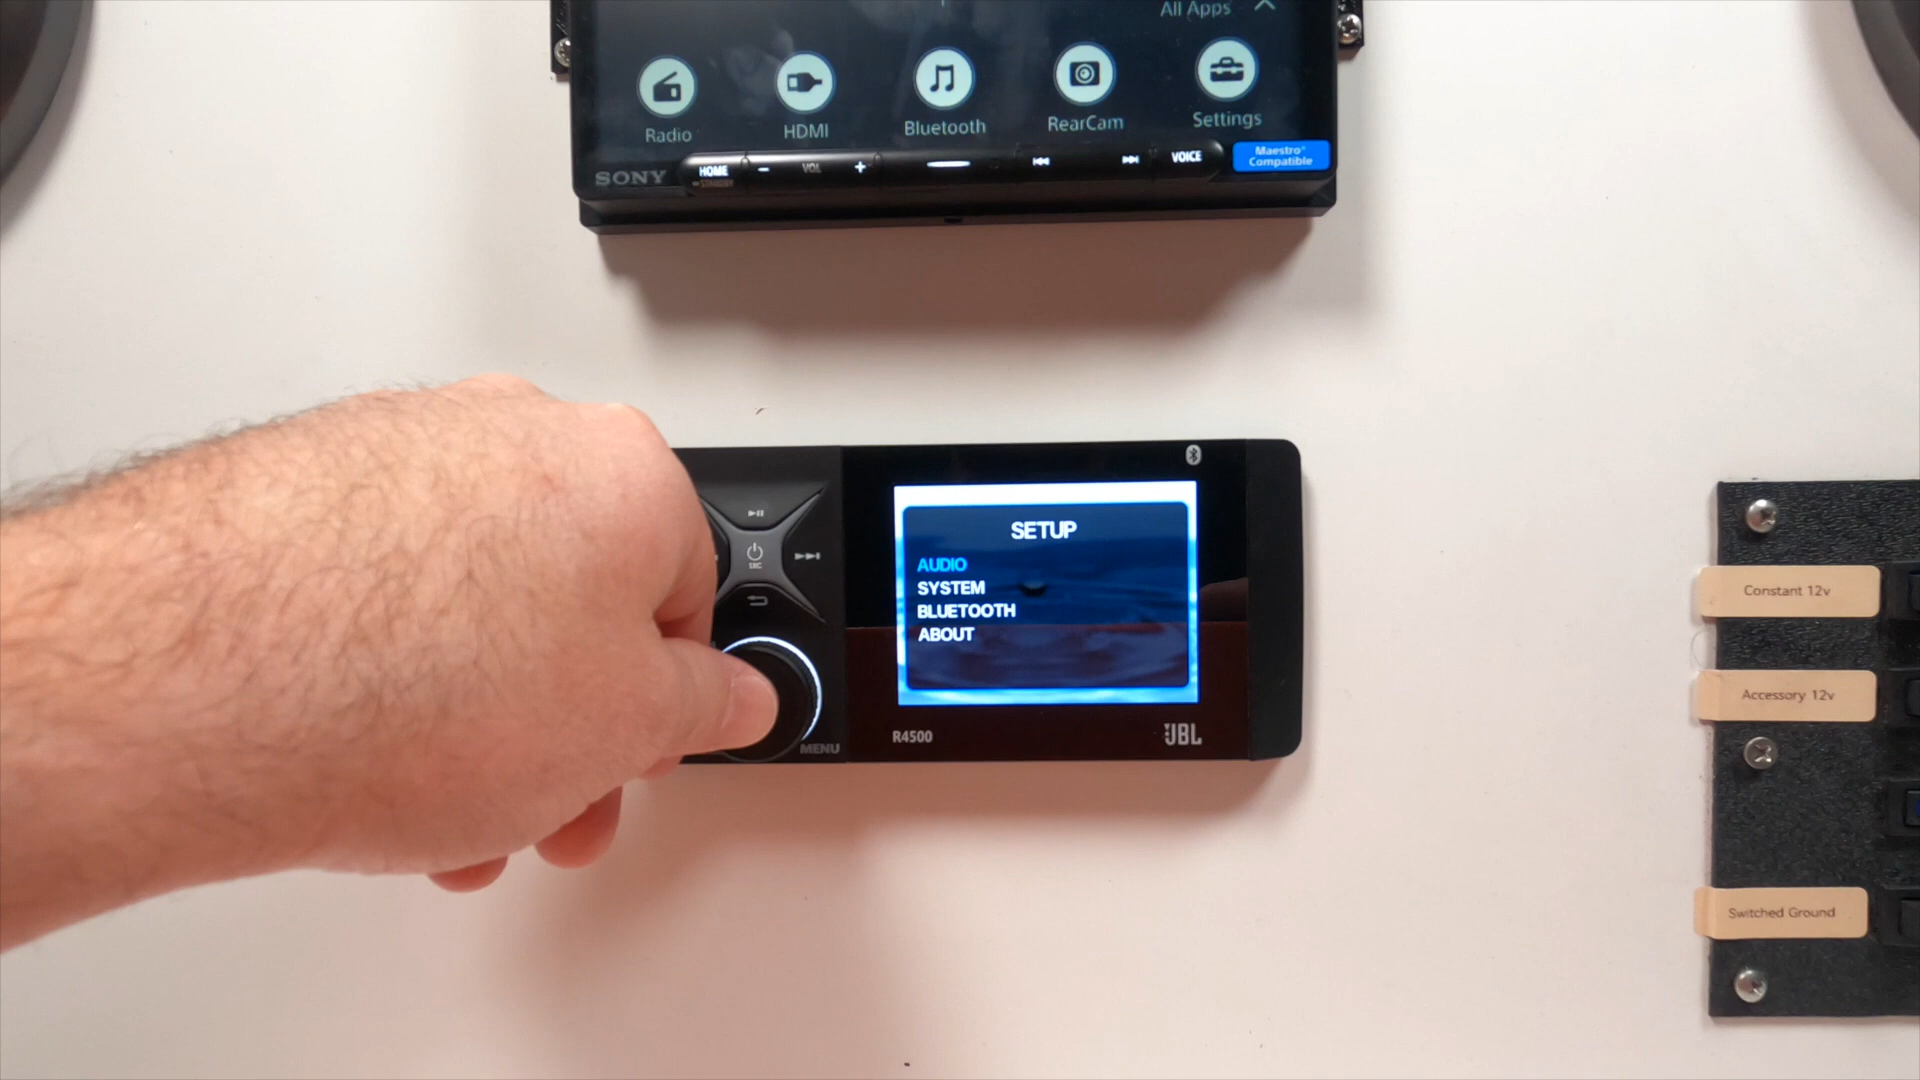 All Apps
Radio
HDMI
Bluetooth
RearCam
Settings
SONY
HOME
VOL
VOICE
Maestro
Compatible
SRC
SETUP
AUDIO
SYSTEM
BLUETOOTH
ABOUT
MENU
R4500
JBL
Constant 12v
Accessory 12v
Switched Ground